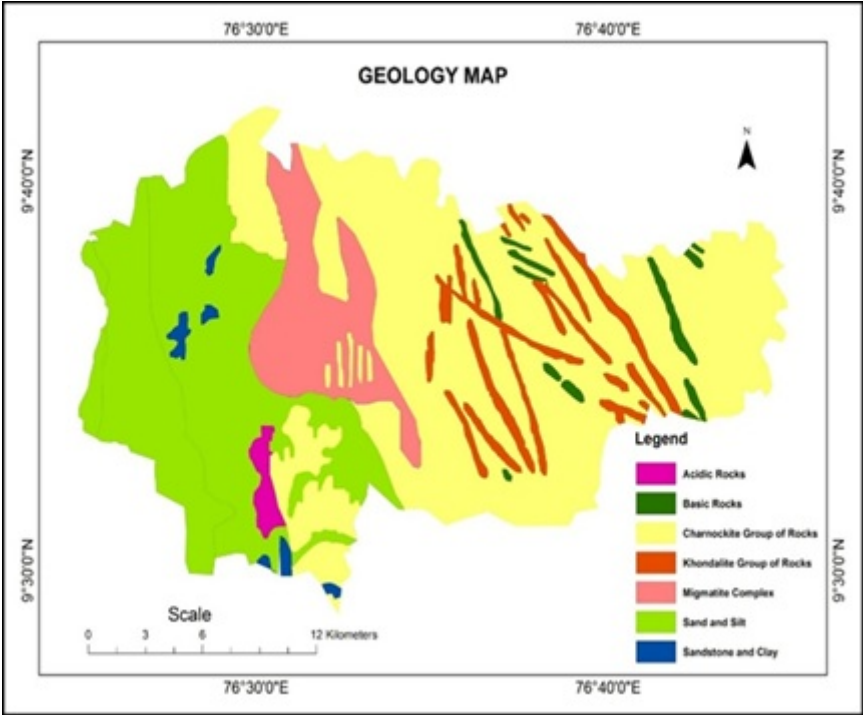 76°30'0"E 76°40'0"E
GEOLOGY MAP
N
9°40'0"N 9°40'0"N
Legend
Acidic Rocks
Basic Rocks
Charnockite Group of Rocks
Khondalite Group of Rocks
Migmatite Complex
Sand and Silt
Sandstone and Clay
9°30'0"N 9°30'0"N
Scale
0 3 6 12 Kilometers
76°30'0"E 76°40'0"E